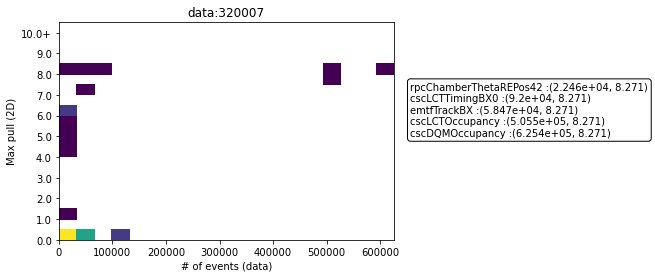 data:320007
10.0+
9.0
8.0
7.0
6.0
5.0
4.0
3.0
2.0
1.0
0.0
Max pull (2D)
0 100000 200000 300000 400000 500000 600000
# of events (data)
rpcChamberThetaREPos42 :(2.246e+04, 8.271)
cscLCTTimingBX0 :(9.2e+04, 8.271)
emtfTrackBX :(5.847e+04, 8.271)
cscLCTOccupancy :(5.055e+05, 8.271)
cscDQMOccupancy :(6.254e+05, 8.271)